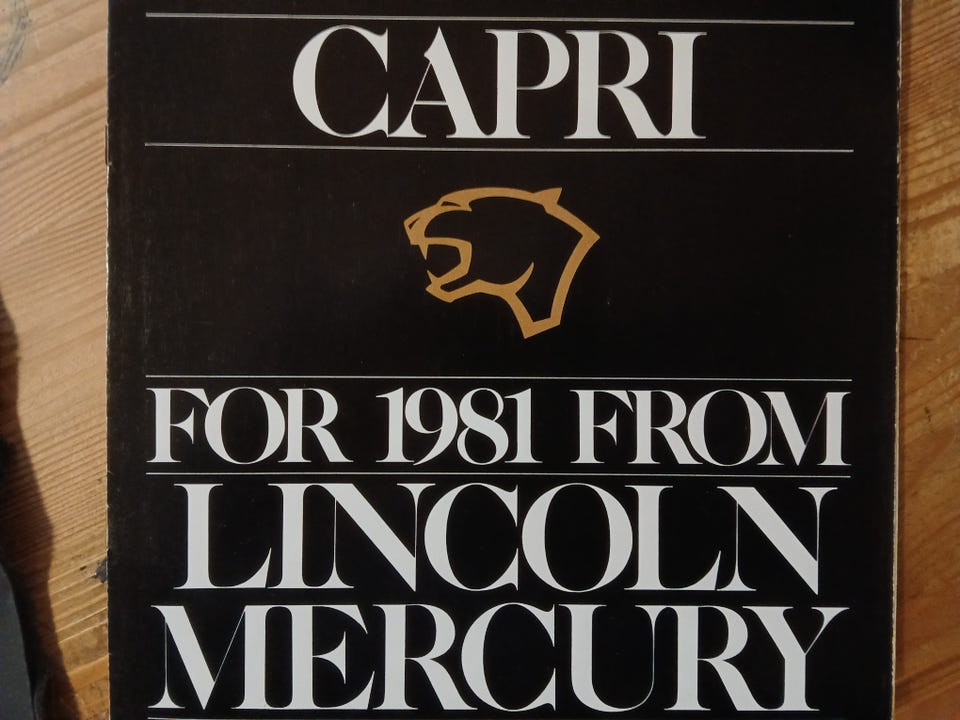 CAPRI
FOR 1981 FROM
LINCOLN
MERCURY